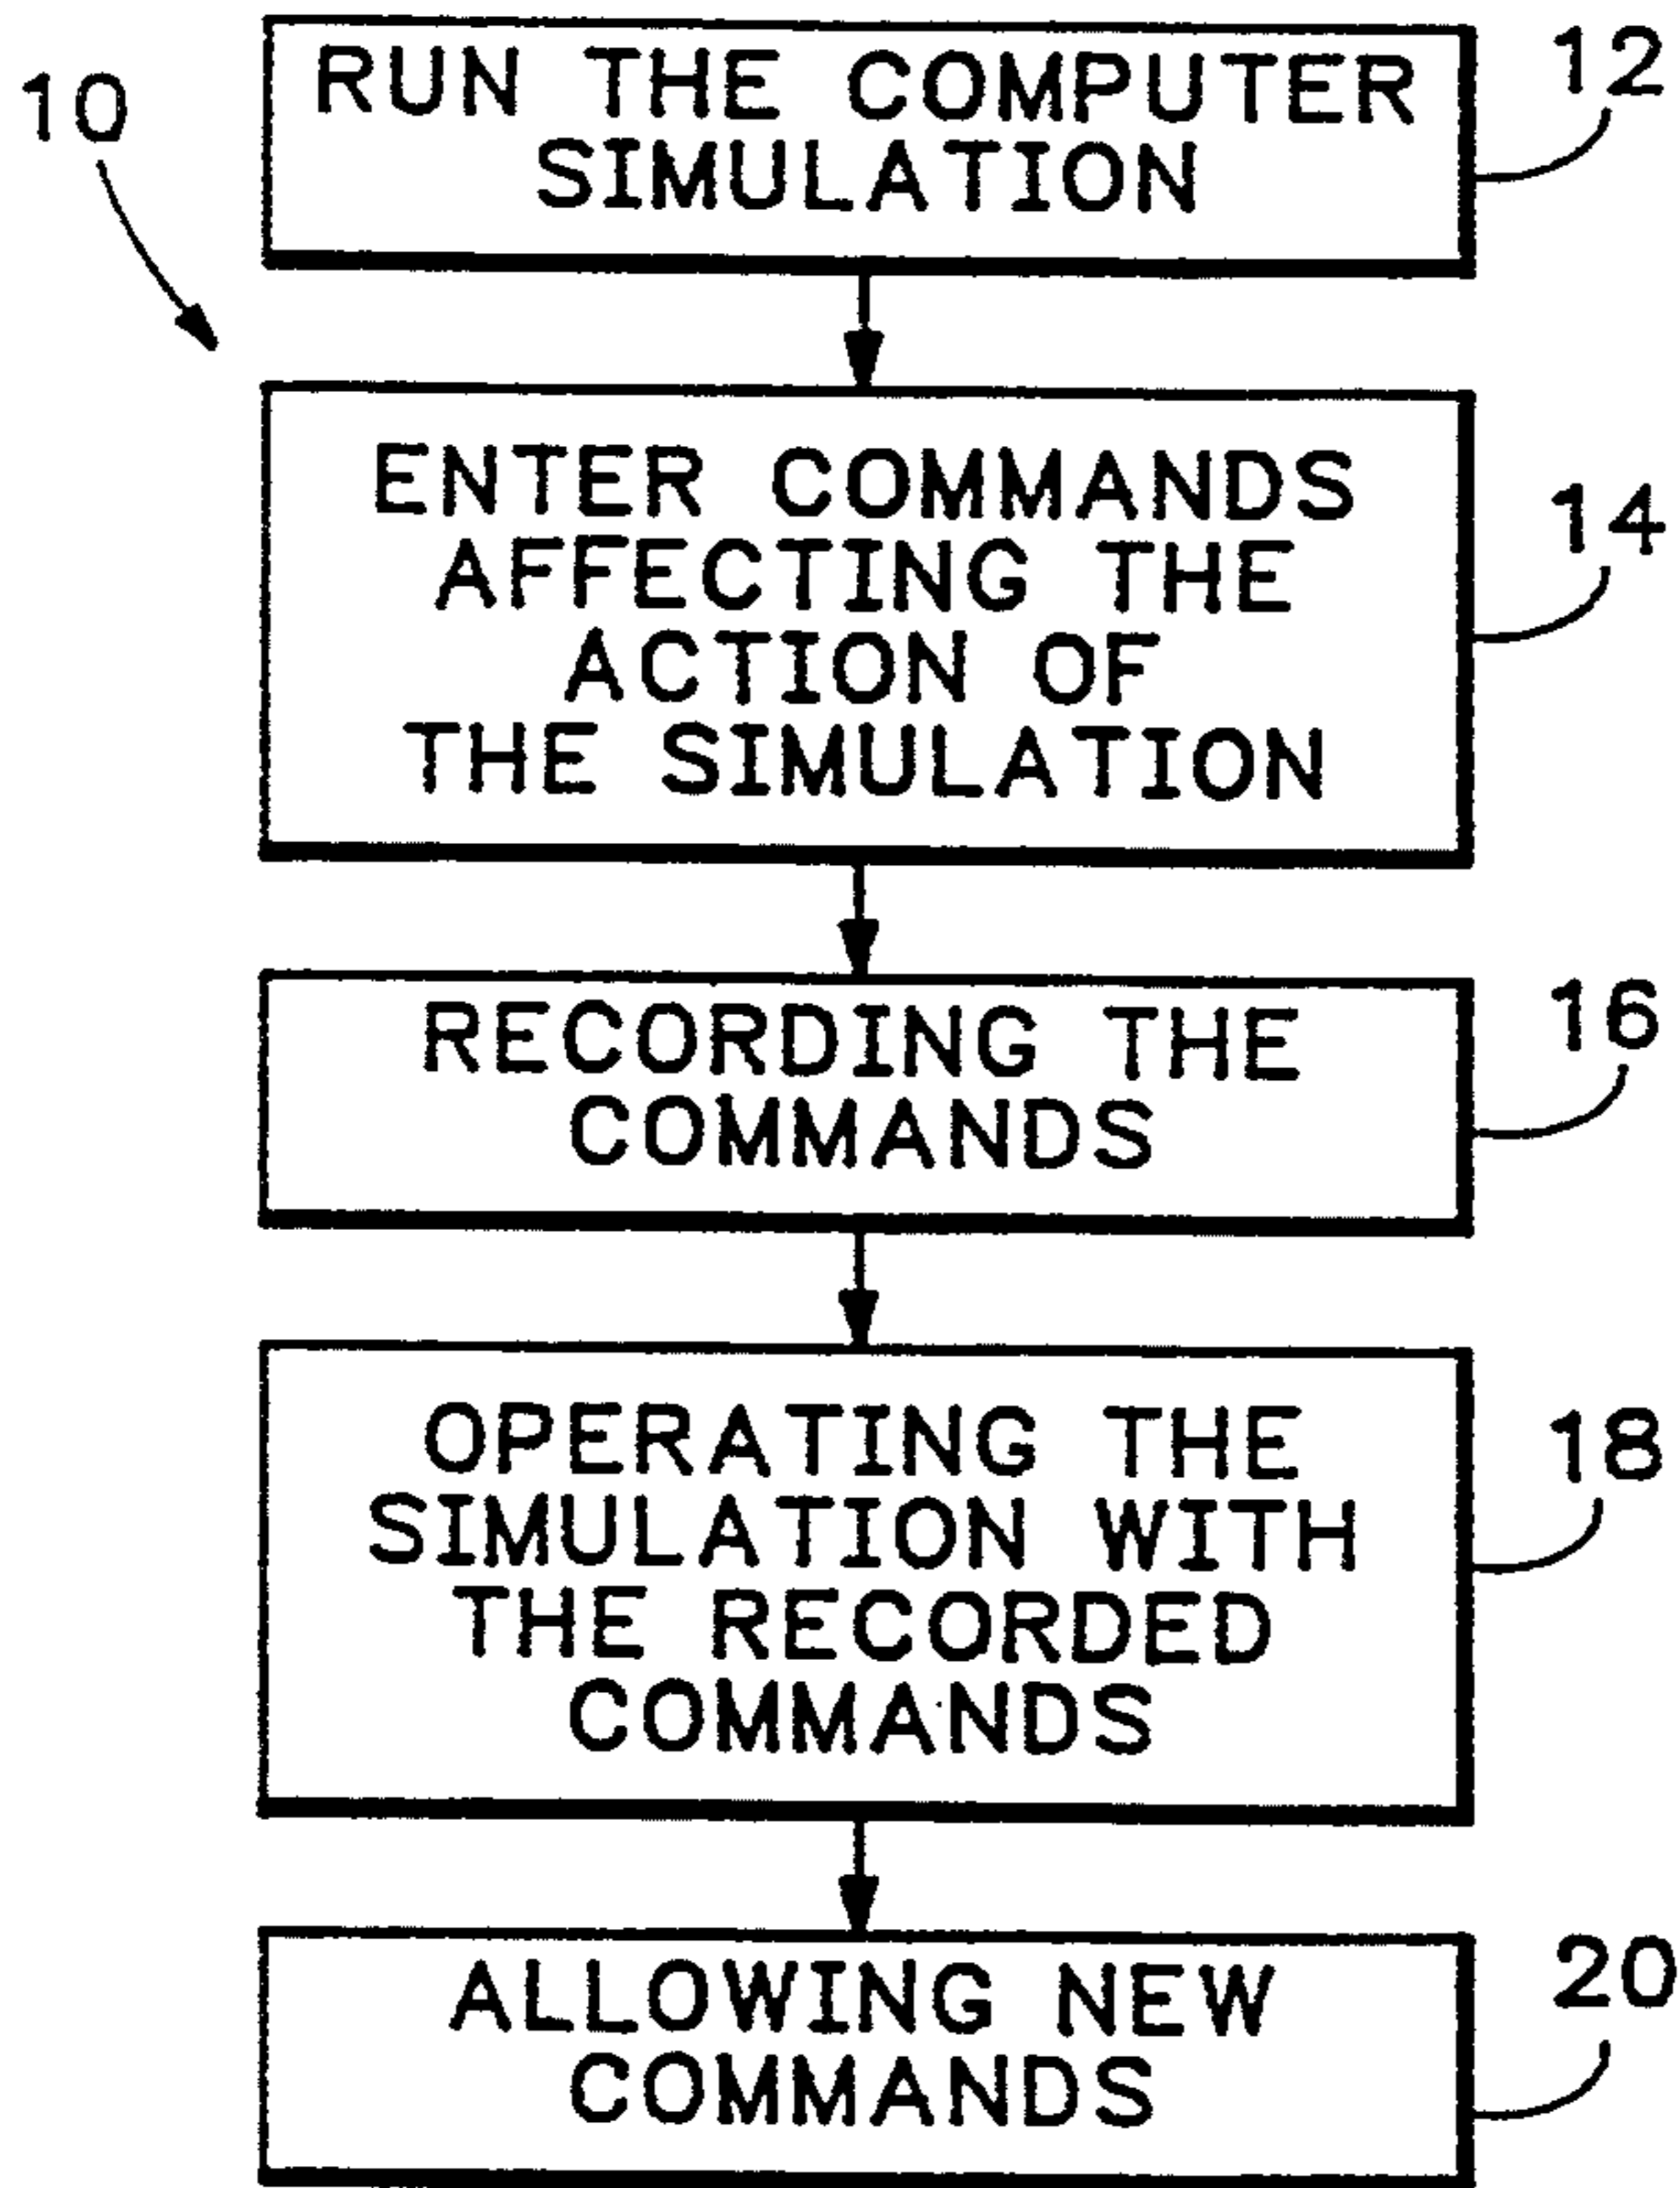 10
RUN THE COMPUTER
SIMULATION
12
ENTER COMMANDS
AFFECTING THE
ACTION OF
THE SIMULATION
14
RECORDING THE
COMMANDS
16
OPERATING THE
SIMULATION WITH
THE RECORDED
COMMANDS
18
ALLOWING NEW
COMMANDS
20